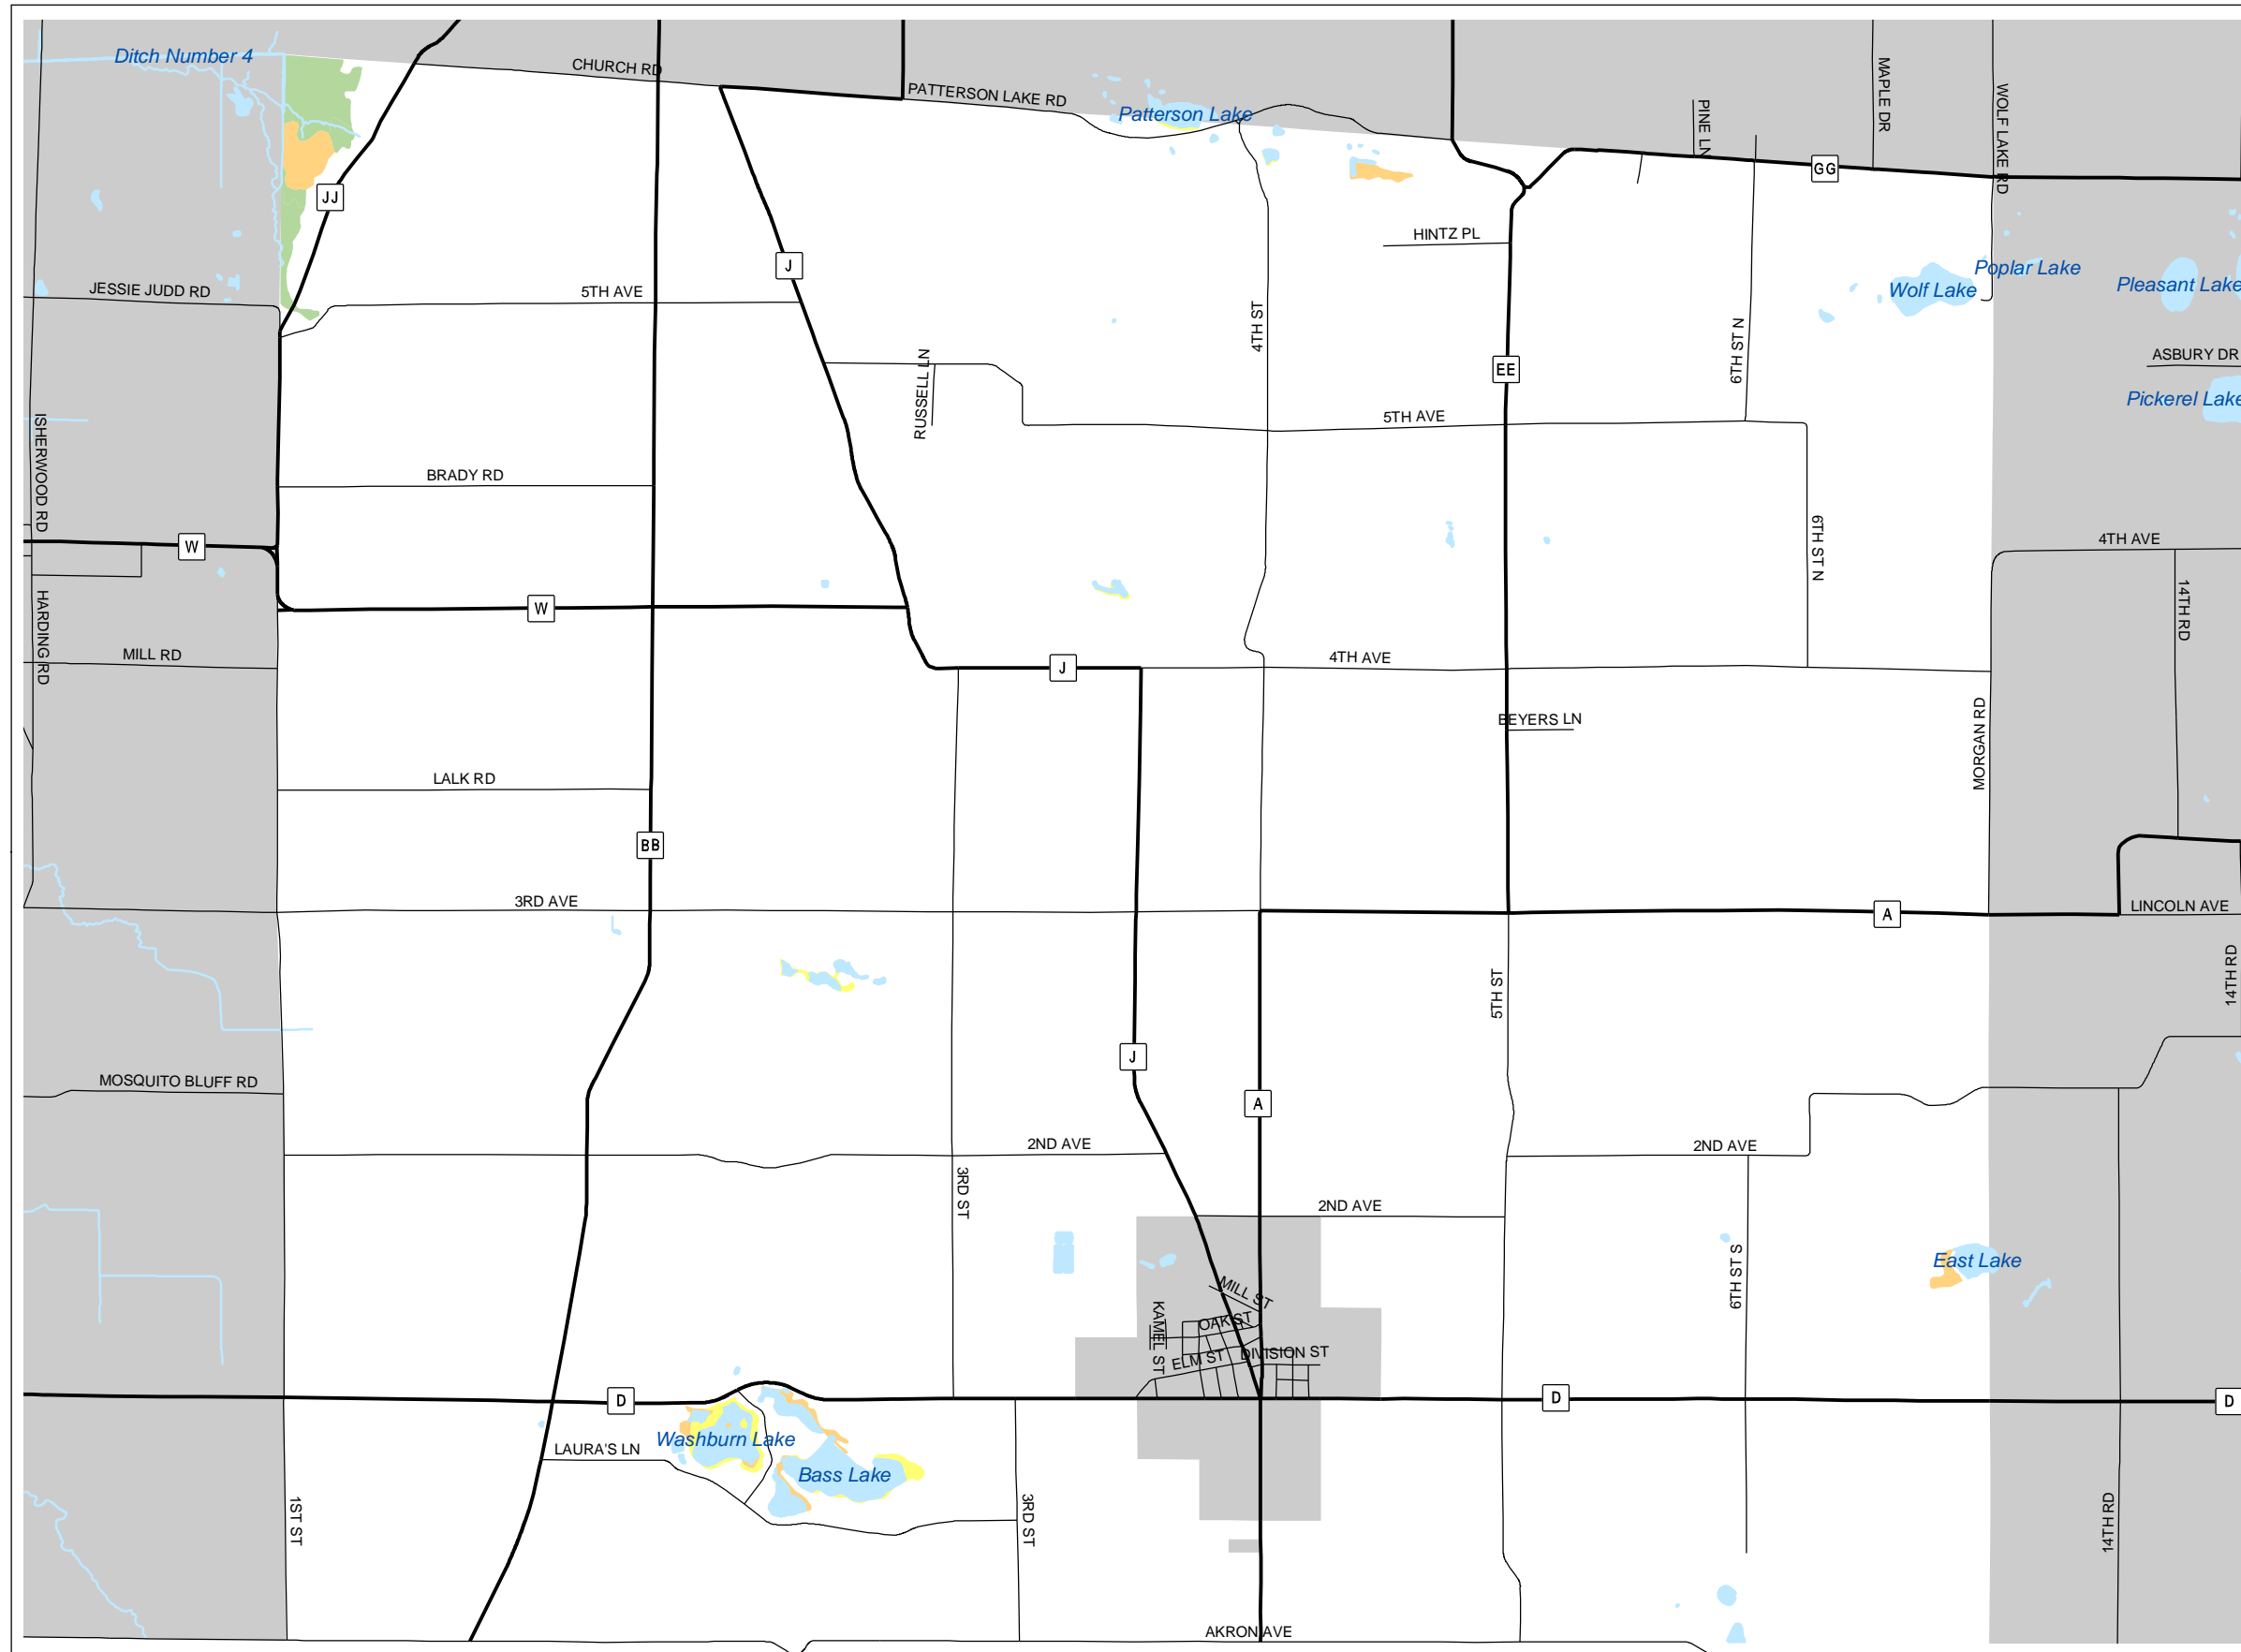 Ditch Number 4
CHURCH RD
PATTERSON LAKE RD
Patterson Lake
PINE LN
MAPLE DR
WOLF LAKE RD
GG
JJ
HINTZ PL
J
Poplar Lake
Wolf Lake
Pleasant Lake
JESSIE JUDD RD
5TH AVE
4TH ST
6TH ST N
ASBURY DR
EE
RUSSELL LN
Pickerel Lake
5TH AVE
ISHERWOOD RD
BRADY RD
W
6TH ST N
4TH AVE
W
14TH RD
HARDING RD
MILL RD
J
4TH AVE
BEYERS LN
MORGAN RD
LALK RD
BB
3RD AVE
A
LINCOLN AVE
5TH ST
14TH RD
J
MOSQUITO BLUFF RD
A
2ND AVE
2ND AVE
3RD ST
2ND AVE
6TH ST S
East Lake
MILL ST
OAK ST
KAMEL ST
ELM ST
DIVISION ST
D
D
D
Washburn Lake
LAURA'S LN
Bass Lake
1ST ST
3RD ST
14TH RD
AKRON AVE